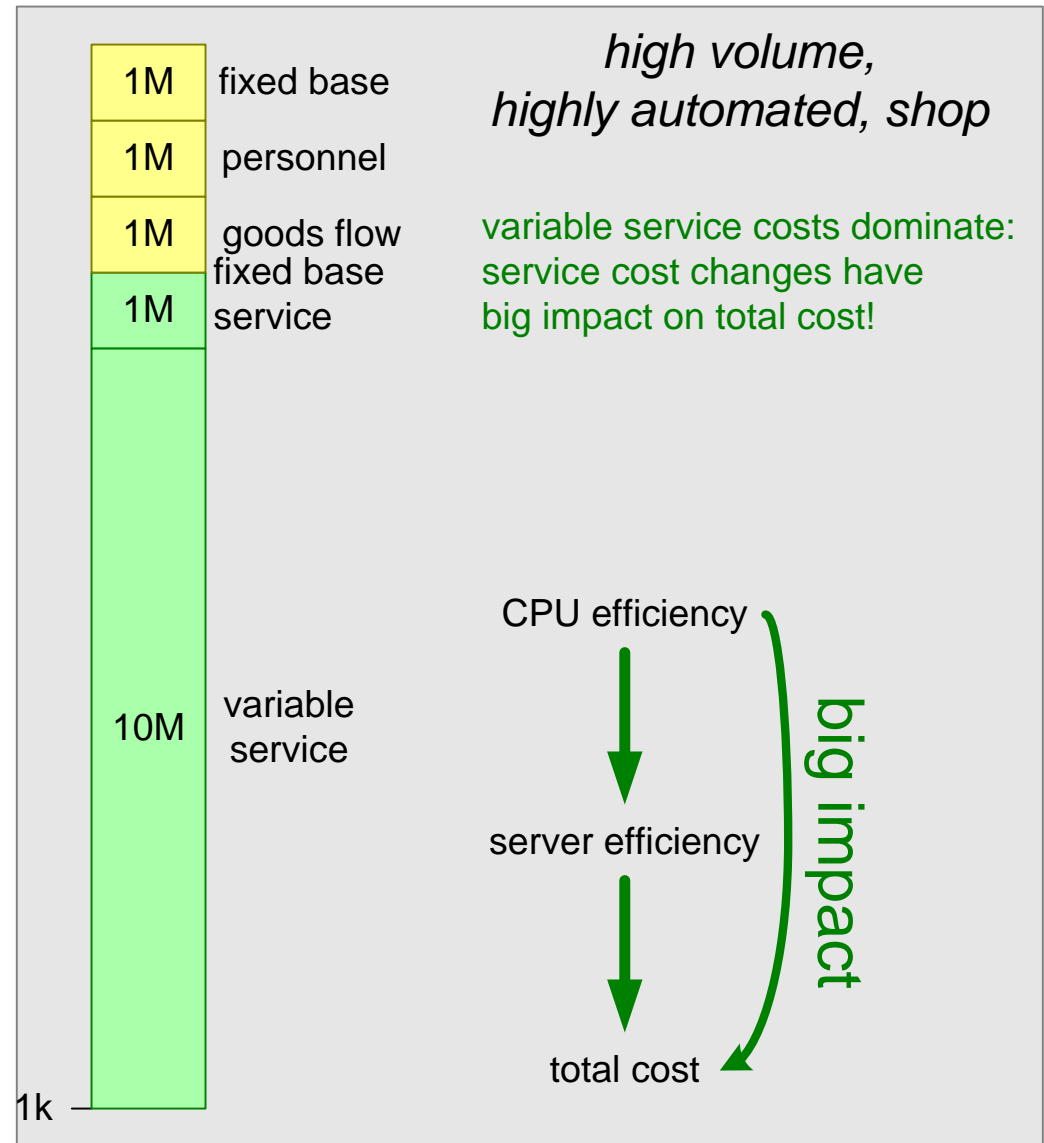 high volume,
highly automated, shop
1M fixed base
1M personnel
1M goods flow
1M fixed base
service
variable service costs dominate:
service cost changes have
big impact on total cost!
10M variable
service
CPU efficiency
server efficiency
total cost
big impact
1k